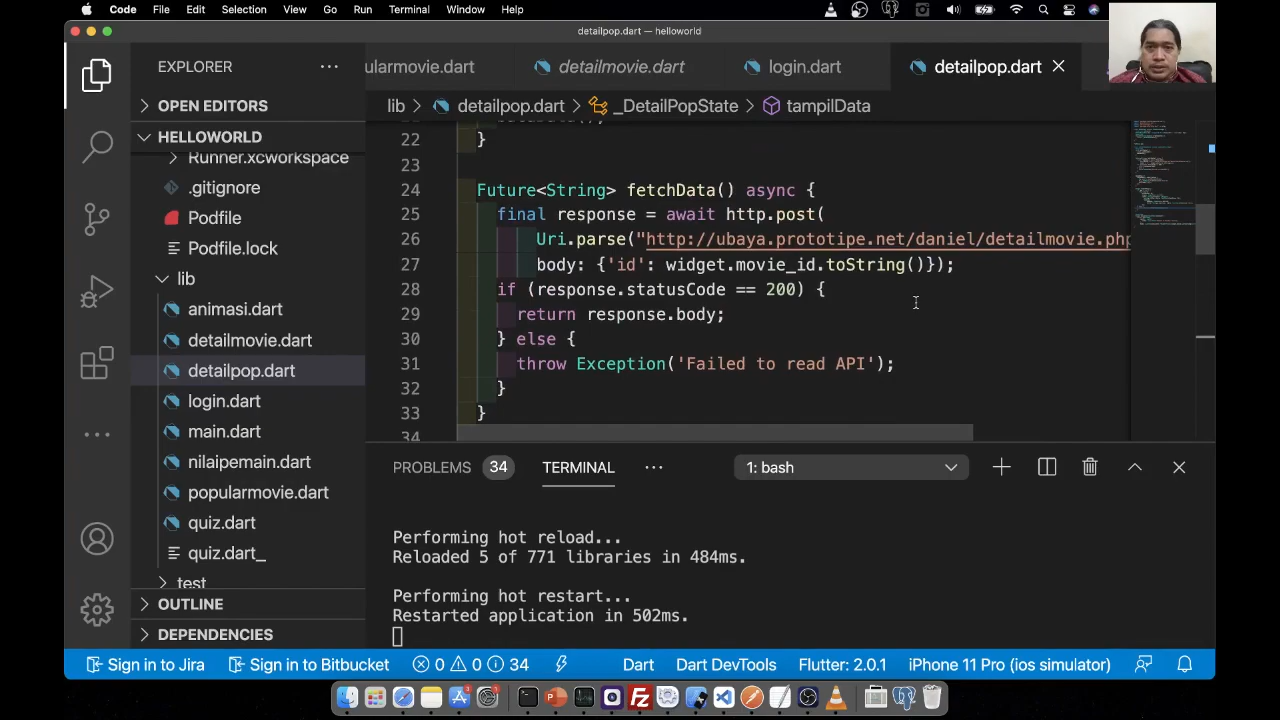 Code File Edit Selection View Go Run Terminal Window Help
detailpop.dart — helloworld
EXPLORER
ularmovie.dart detailmovie.dart login.dart detailpop.dart
OPEN EDITORS
lib > detailpop.dart > _DetailPopState > tampilData
HELLOWORLD
Runner.xcworkspace
.gitignore
Podfile
Podfile.lock
lib
animasi.dart
detailmovie.dart
detailpop.dart
login.dart
main.dart
nilaipemain.dart
popularmovie.dart
quiz.dart
quiz.dart_
test
OUTLINE
DEPENDENCIES
22 }
23
24 Future<String> fetchData() async {
25 final response = await http.post(
26 Uri.parse("http://ubaya.prototipe.net/daniel/detailmovie.php
27 body: {'id': widget.movie_id.toString()});
28 if (response.statusCode == 200) {
29 return response.body;
30 } else {
31 throw Exception('Failed to read API');
32 }
33 }
34
PROBLEMS 34 TERMINAL 1: bash
Performing hot reload...
Reloaded 5 of 771 libraries in 484ms.
Performing hot restart...
Restarted application in 502ms.
Sign in to Jira Sign in to Bitbucket 0 0 34 Dart Dart DevTools Flutter: 2.0.1 iPhone 11 Pro (ios simulator)